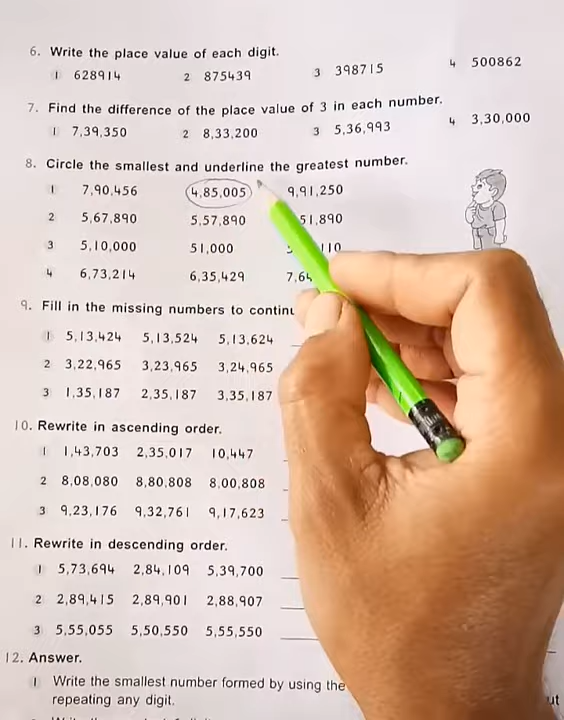 6. Write the place value of each digit.
1 628914 2 875439 3 398715 4 500862
7. Find the difference of the place value of 3 in each number.
1 7,39,350 2 8,33,200 3 5,36,993 4 3,30,000
8. Circle the smallest and underline the greatest number.
1 7,90,456 4,85,005 9,91,250
2 5,67,890 5,57,890 51,890
3 5,10,000 51,000 110
4 6,73,214 6,35,429 7,64
9. Fill in the missing numbers to continu
1 5,13,424 5,13,524 5,13,624
2 3,22,965 3,23,965 3,24,965
3 1,35,187 2,35,187 3,35,187
10. Rewrite in ascending order.
1 1,43,703 2,35,017 10,447
2 8,08,080 8,80,808 8,00,808
3 9,23,176 9,32,761 9,17,623
11. Rewrite in descending order.
1 5,73,694 2,84,109 5,39,700
2 2,89,415 2,89,901 2,88,907
3 5,55,055 5,50,550 5,55,550
12. Answer.
1 Write the smallest number formed by using the
repeating any digit.